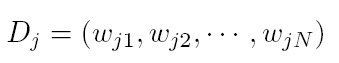 $D_j = (w_{j1}, w_{j2}, \cdots, w_{jN})$